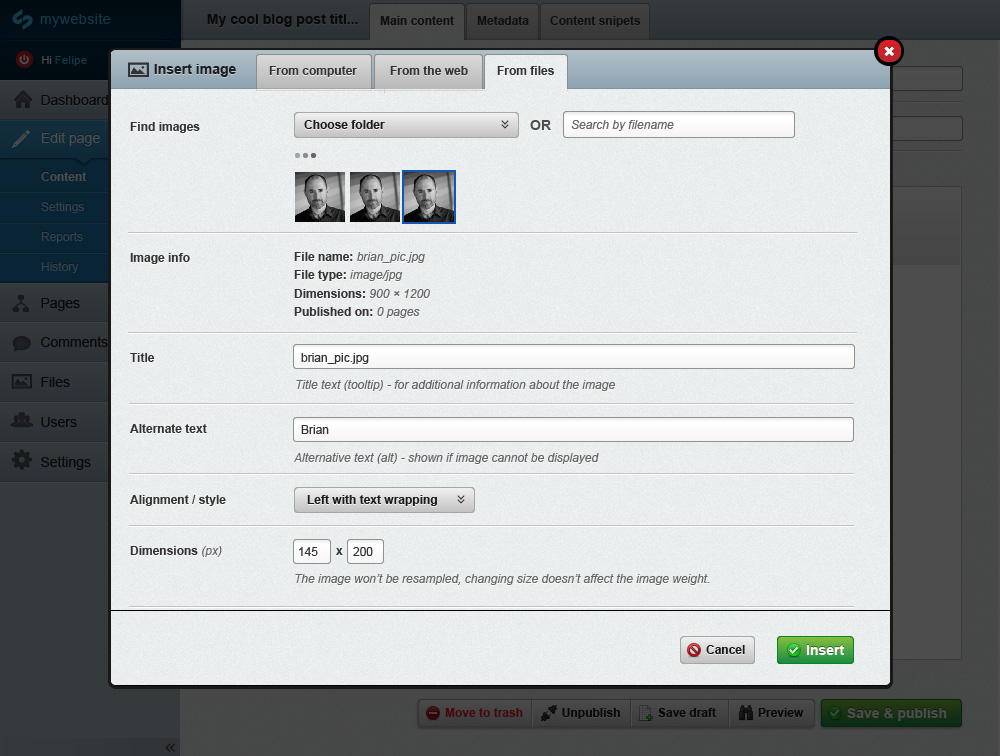 mywebsite
My cool blog post titl...
Main content
Metadata
Content snipets
Hi Felipe
Dashboard
Edit page
Content
Settings
Reports
History
Pages
Comments
Files
Users
Settings
Insert image
From computer
From the web
From files
Find images
Choose folder
OR
Search by filename
Image info
File name: brian_pic.jpg
File type: image/jpg
Dimensions: 900 × 1200
Published on: 0 pages
Title
brian_pic.jpg
Title text (tooltip) - for additional information about the image
Alternate text
Brian
Alternative text (alt) - shown if image cannot be displayed
Alignment / style
Left with text wrapping
Dimensions (px)
145 x 200
The image won't be resampled, changing size doesn't affect the image weight.
Cancel
Insert
Move to trash
Unpublish
Save draft
Preview
Save & publish
«